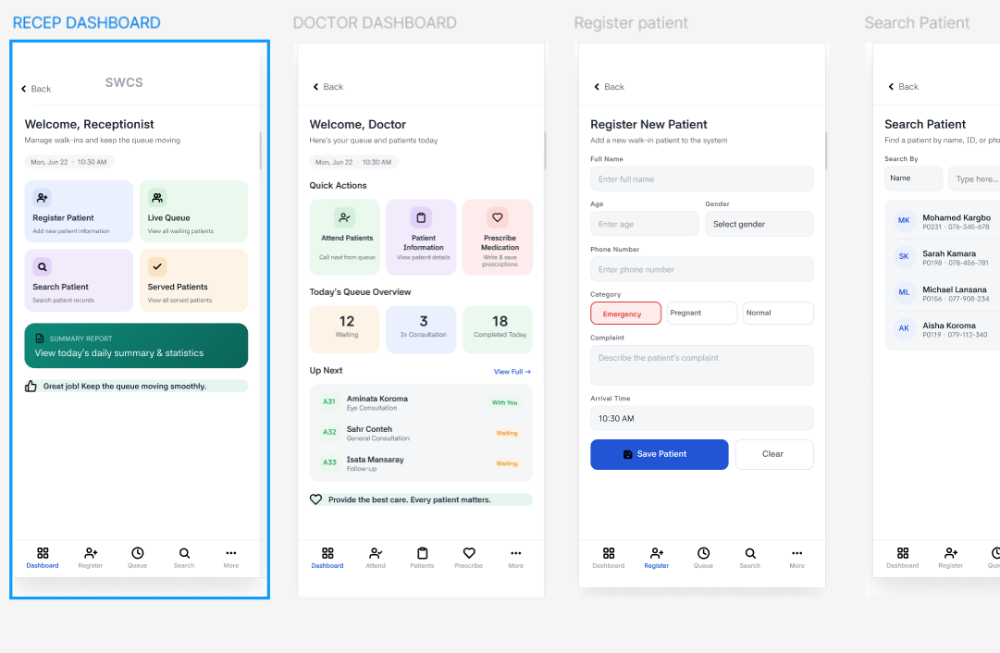 RECEP DASHBOARD
Back
SWCS
Welcome, Receptionist
Manage walk-ins and keep the queue moving
Mon, Jun 22 · 10:30 AM
Register Patient
Add new patient information
Live Queue
View all waiting patients
Search Patient
Search patient records
Served Patients
View all served patients
SUMMARY REPORT
View today's daily summary & statistics
Great job! Keep the queue moving smoothly.
Dashboard
Register
Queue
Search
More
DOCTOR DASHBOARD
Back
Welcome, Doctor
Here's your queue and patients today
Mon, Jun 22 · 10:30 AM
Quick Actions
Attend Patients
Call next from queue
Patient
Information
View patient details
Prescribe
Medication
Write & save
prescriptions
Today's Queue Overview
12
Waiting
3
In Consultation
18
Completed Today
Up Next
View Full →
A31
Aminata Koroma
Eye Consultation
With You
A32
Sahr Conteh
General Consultation
Waiting
A33
Isata Mansaray
Follow-up
Waiting
Provide the best care. Every patient matters.
Dashboard
Attend
Patients
Prescribe
More
Register patient
Back
Register New Patient
Add a new walk-in patient to the system
Full Name
Enter full name
Age
Gender
Enter age
Select gender
Phone Number
Enter phone number
Category
Emergency
Pregnant
Normal
Complaint
Describe the patient's complaint
Arrival Time
10:30 AM
Save Patient
Clear
Dashboard
Register
Queue
Search
More
Search Patient
Back
Search Patient
Find a patient by name, ID, or pho
Search By
Name
Type here...
MK
Mohamed Kargbo
P0231 · 076-345-678
SK
Sarah Kamara
P0198 · 078-456-781
ML
Michael Lansana
P0156 · 077-908-234
AK
Aisha Koroma
P0119 · 079-112-340
Dashboard
Register
Que